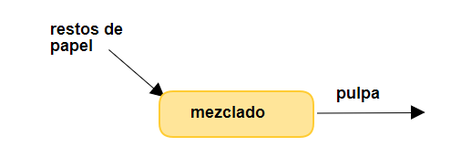 restos de
papel
mezclado
pulpa